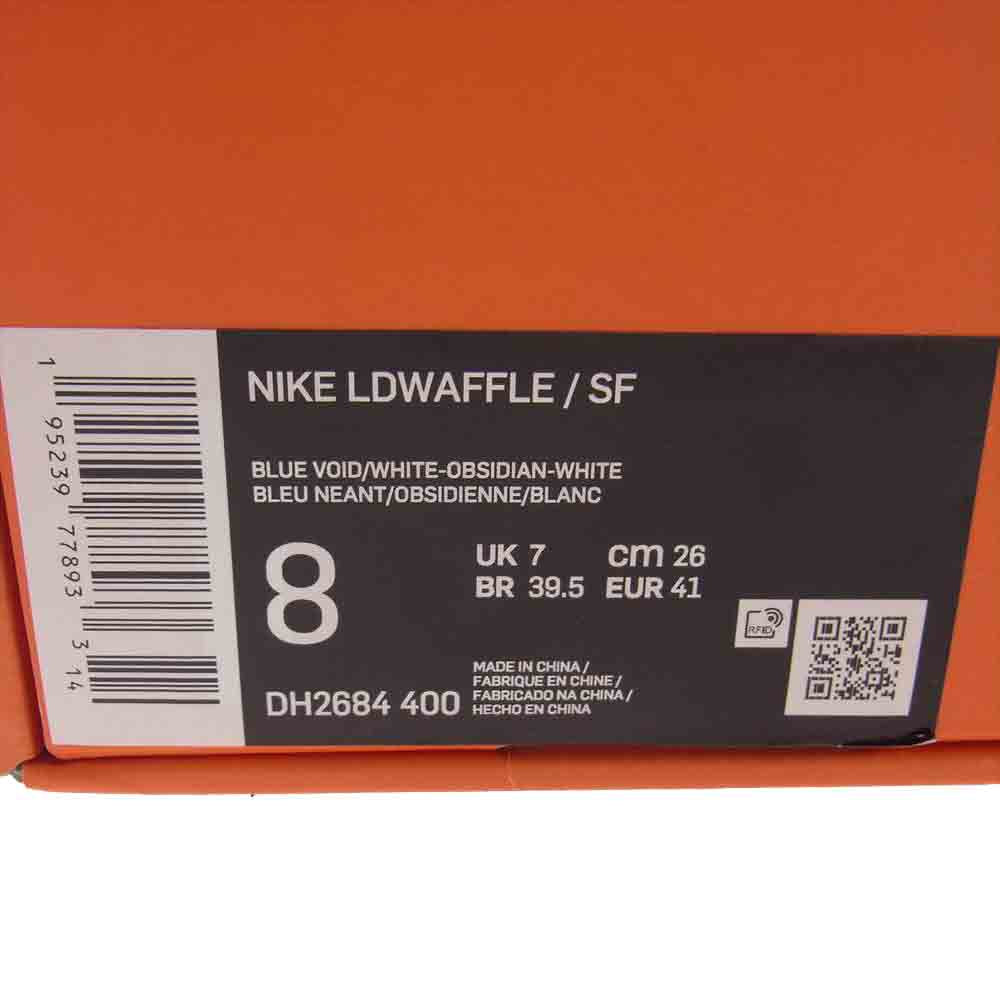 NIKE LDWAFFLE / SF
BLUE VOID/WHITE-OBSIDIAN-WHITE
BLEU NEANT/OBSIDIENNE/BLANC
8
UK 7 cm 26
BR 39.5 EUR 41
RFID
DH2684 400
MADE IN CHINA /
FABRIQUE EN CHINE /
FABRICADO NA CHINA /
HECHO EN CHINA
1 95239 77893 3 14